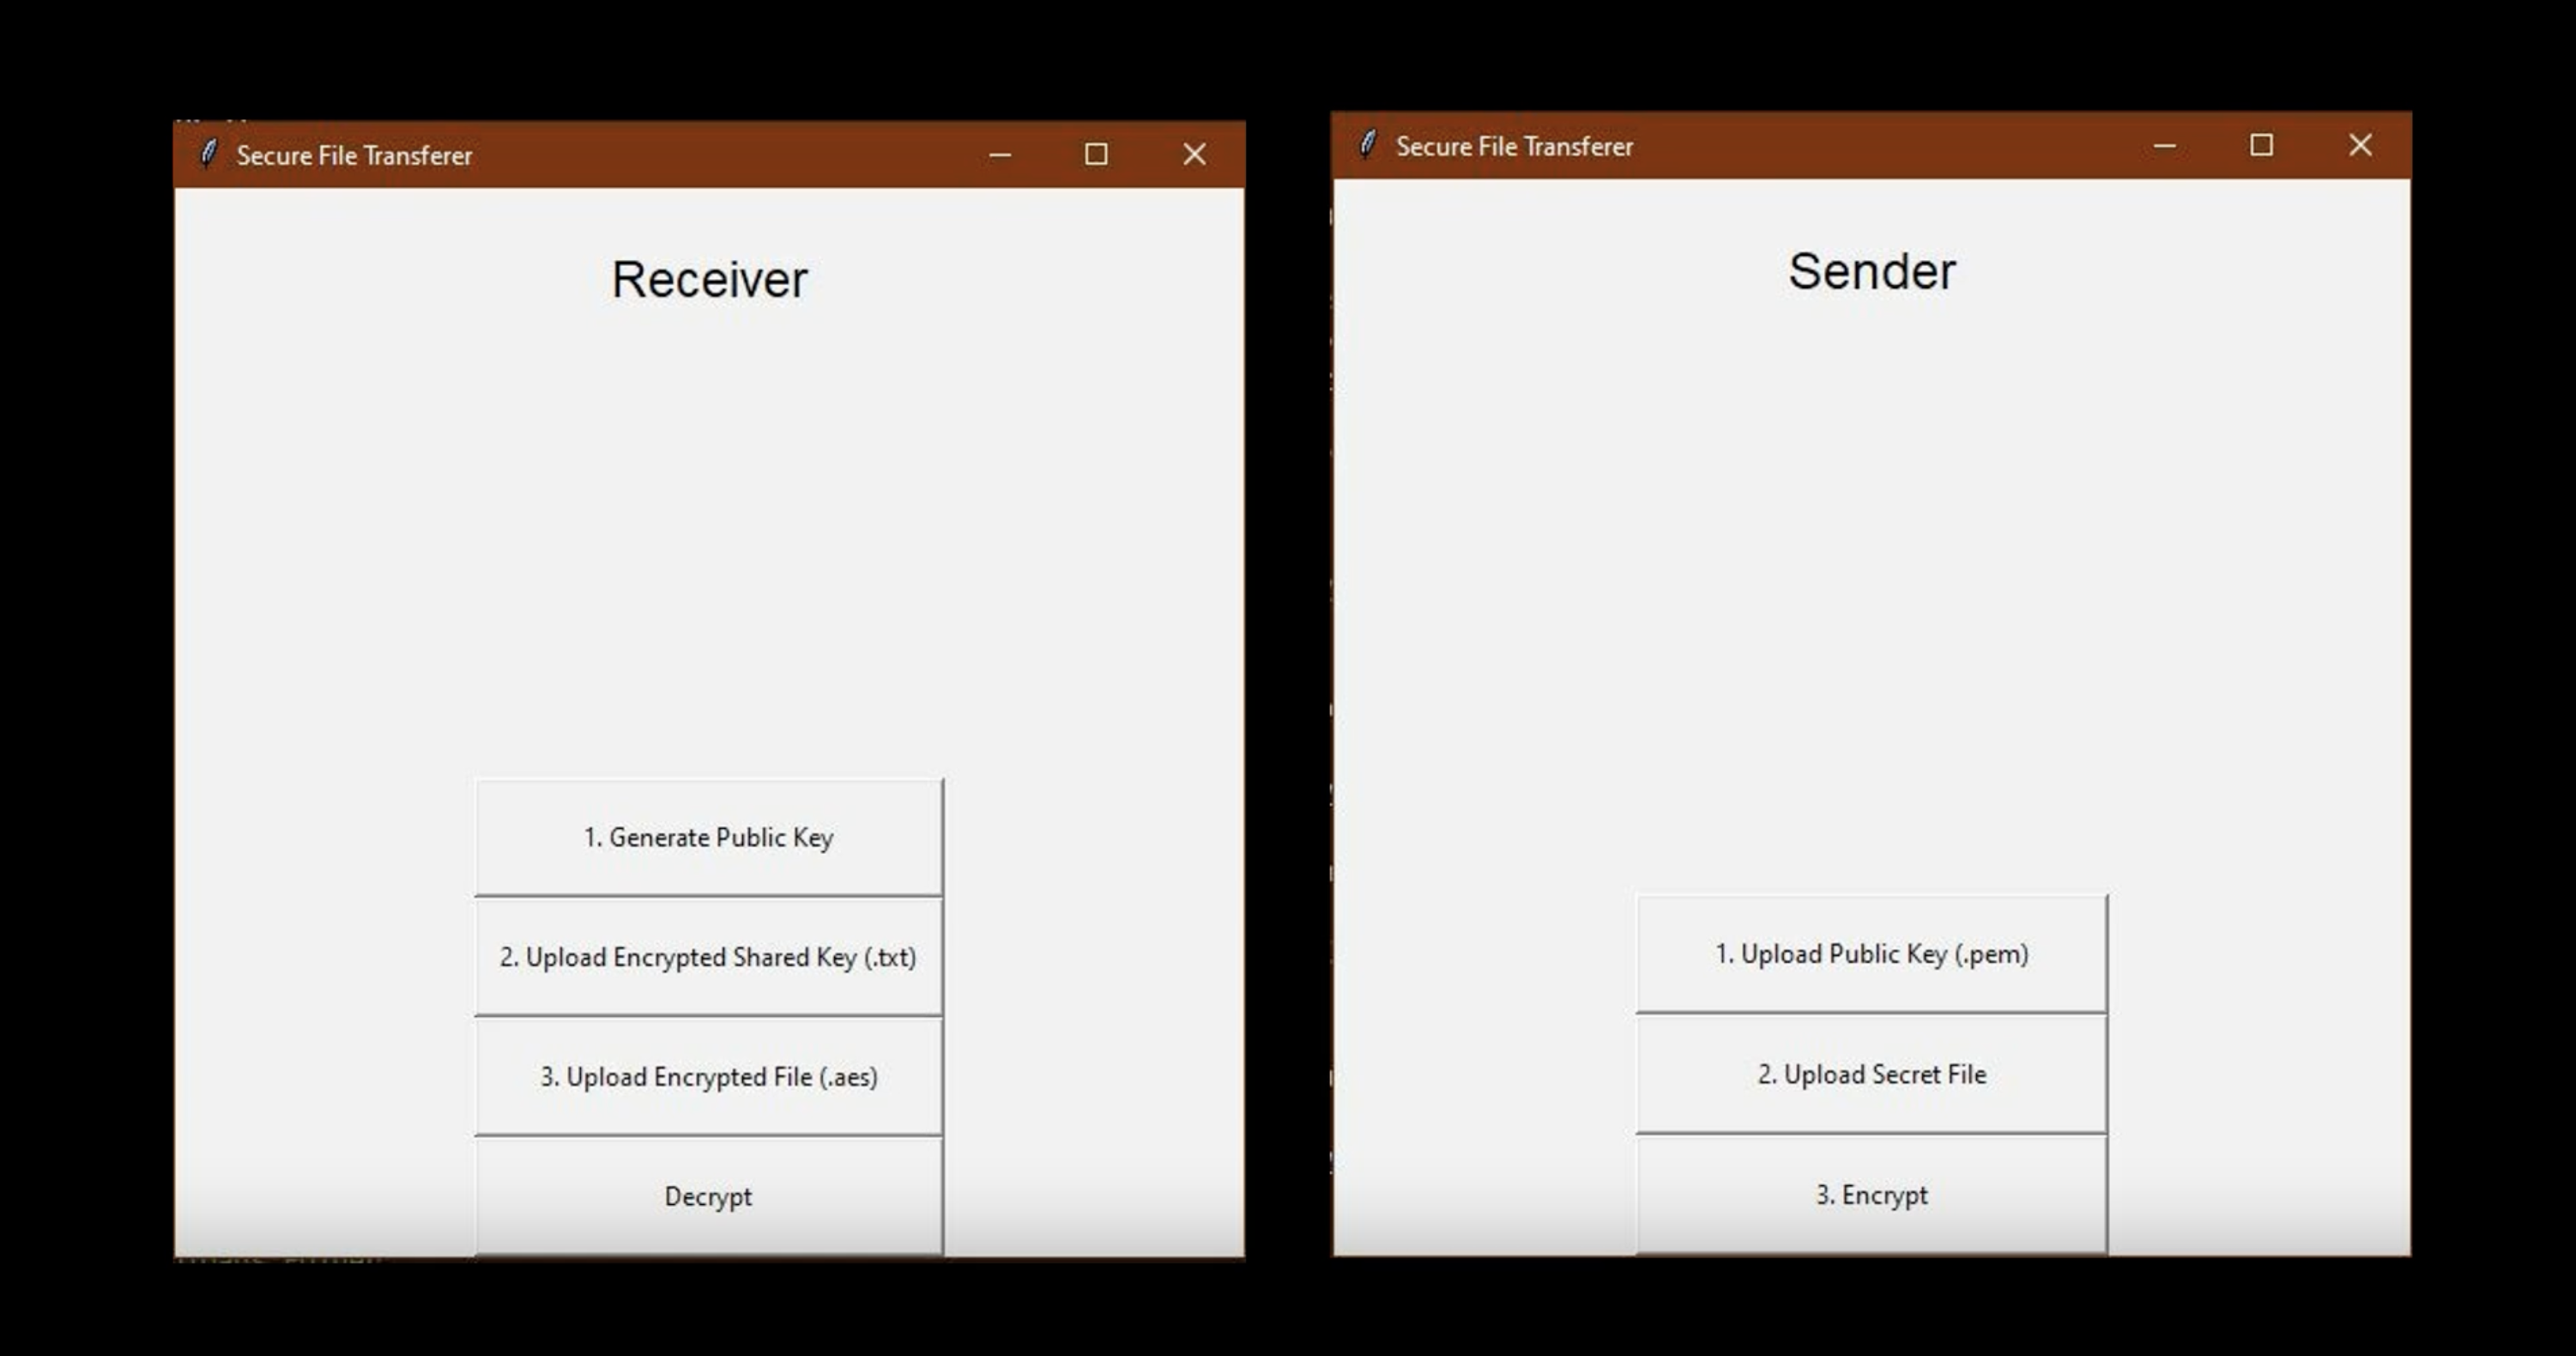 Secure File Transferer
Receiver
1. Generate Public Key
2. Upload Encrypted Shared Key (.txt)
3. Upload Encrypted File (.aes)
Decrypt
Secure File Transferer
Sender
1. Upload Public Key (.pem)
2. Upload Secret File
3. Encrypt